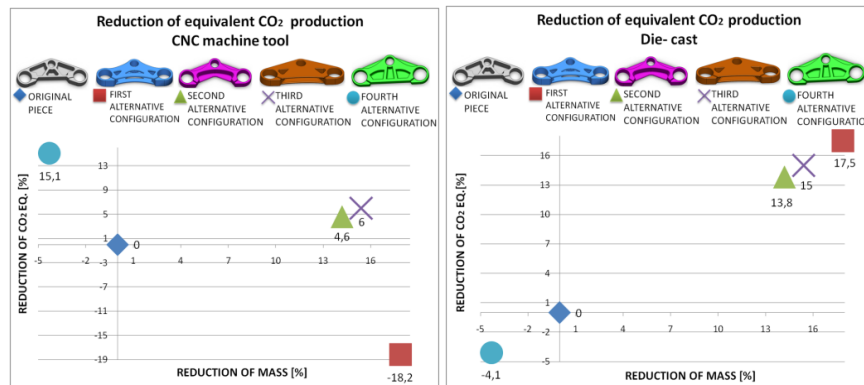 Reduction of equivalent CO₂ production
CNC machine tool
ORIGINAL
PIECE
FIRST
ALTERNATIVE
CONFIGURATION
SECOND
ALTERNATIVE
CONFIGURATION
THIRD
ALTERNATIVE
CONFIGURATION
FOURTH
ALTERNATIVE
CONFIGURATION
REDUCTION OF CO₂ EQ. [%]
13
9
5
1
-3
-7
-11
-15
-19
-5
-2
1
4
7
10
13
16
15,1
0
4,6
6
-18,2
REDUCTION OF MASS [%]
Reduction of equivalent CO₂ production
Die- cast
ORIGINAL
PIECE
FIRST
ALTERNATIVE
CONFIGURATION
SECOND
ALTERNATIVE
CONFIGURATION
THIRD
ALTERNATIVE
CONFIGURATION
FOURTH
ALTERNATIVE
CONFIGURATION
REDUCTION OF CO₂ EQ.[%]
16
13
10
7
4
1
-2
-5
-5
-2
1
4
7
10
13
16
17,5
15
13,8
0
-4,1
REDUCTION OF MASS [%]